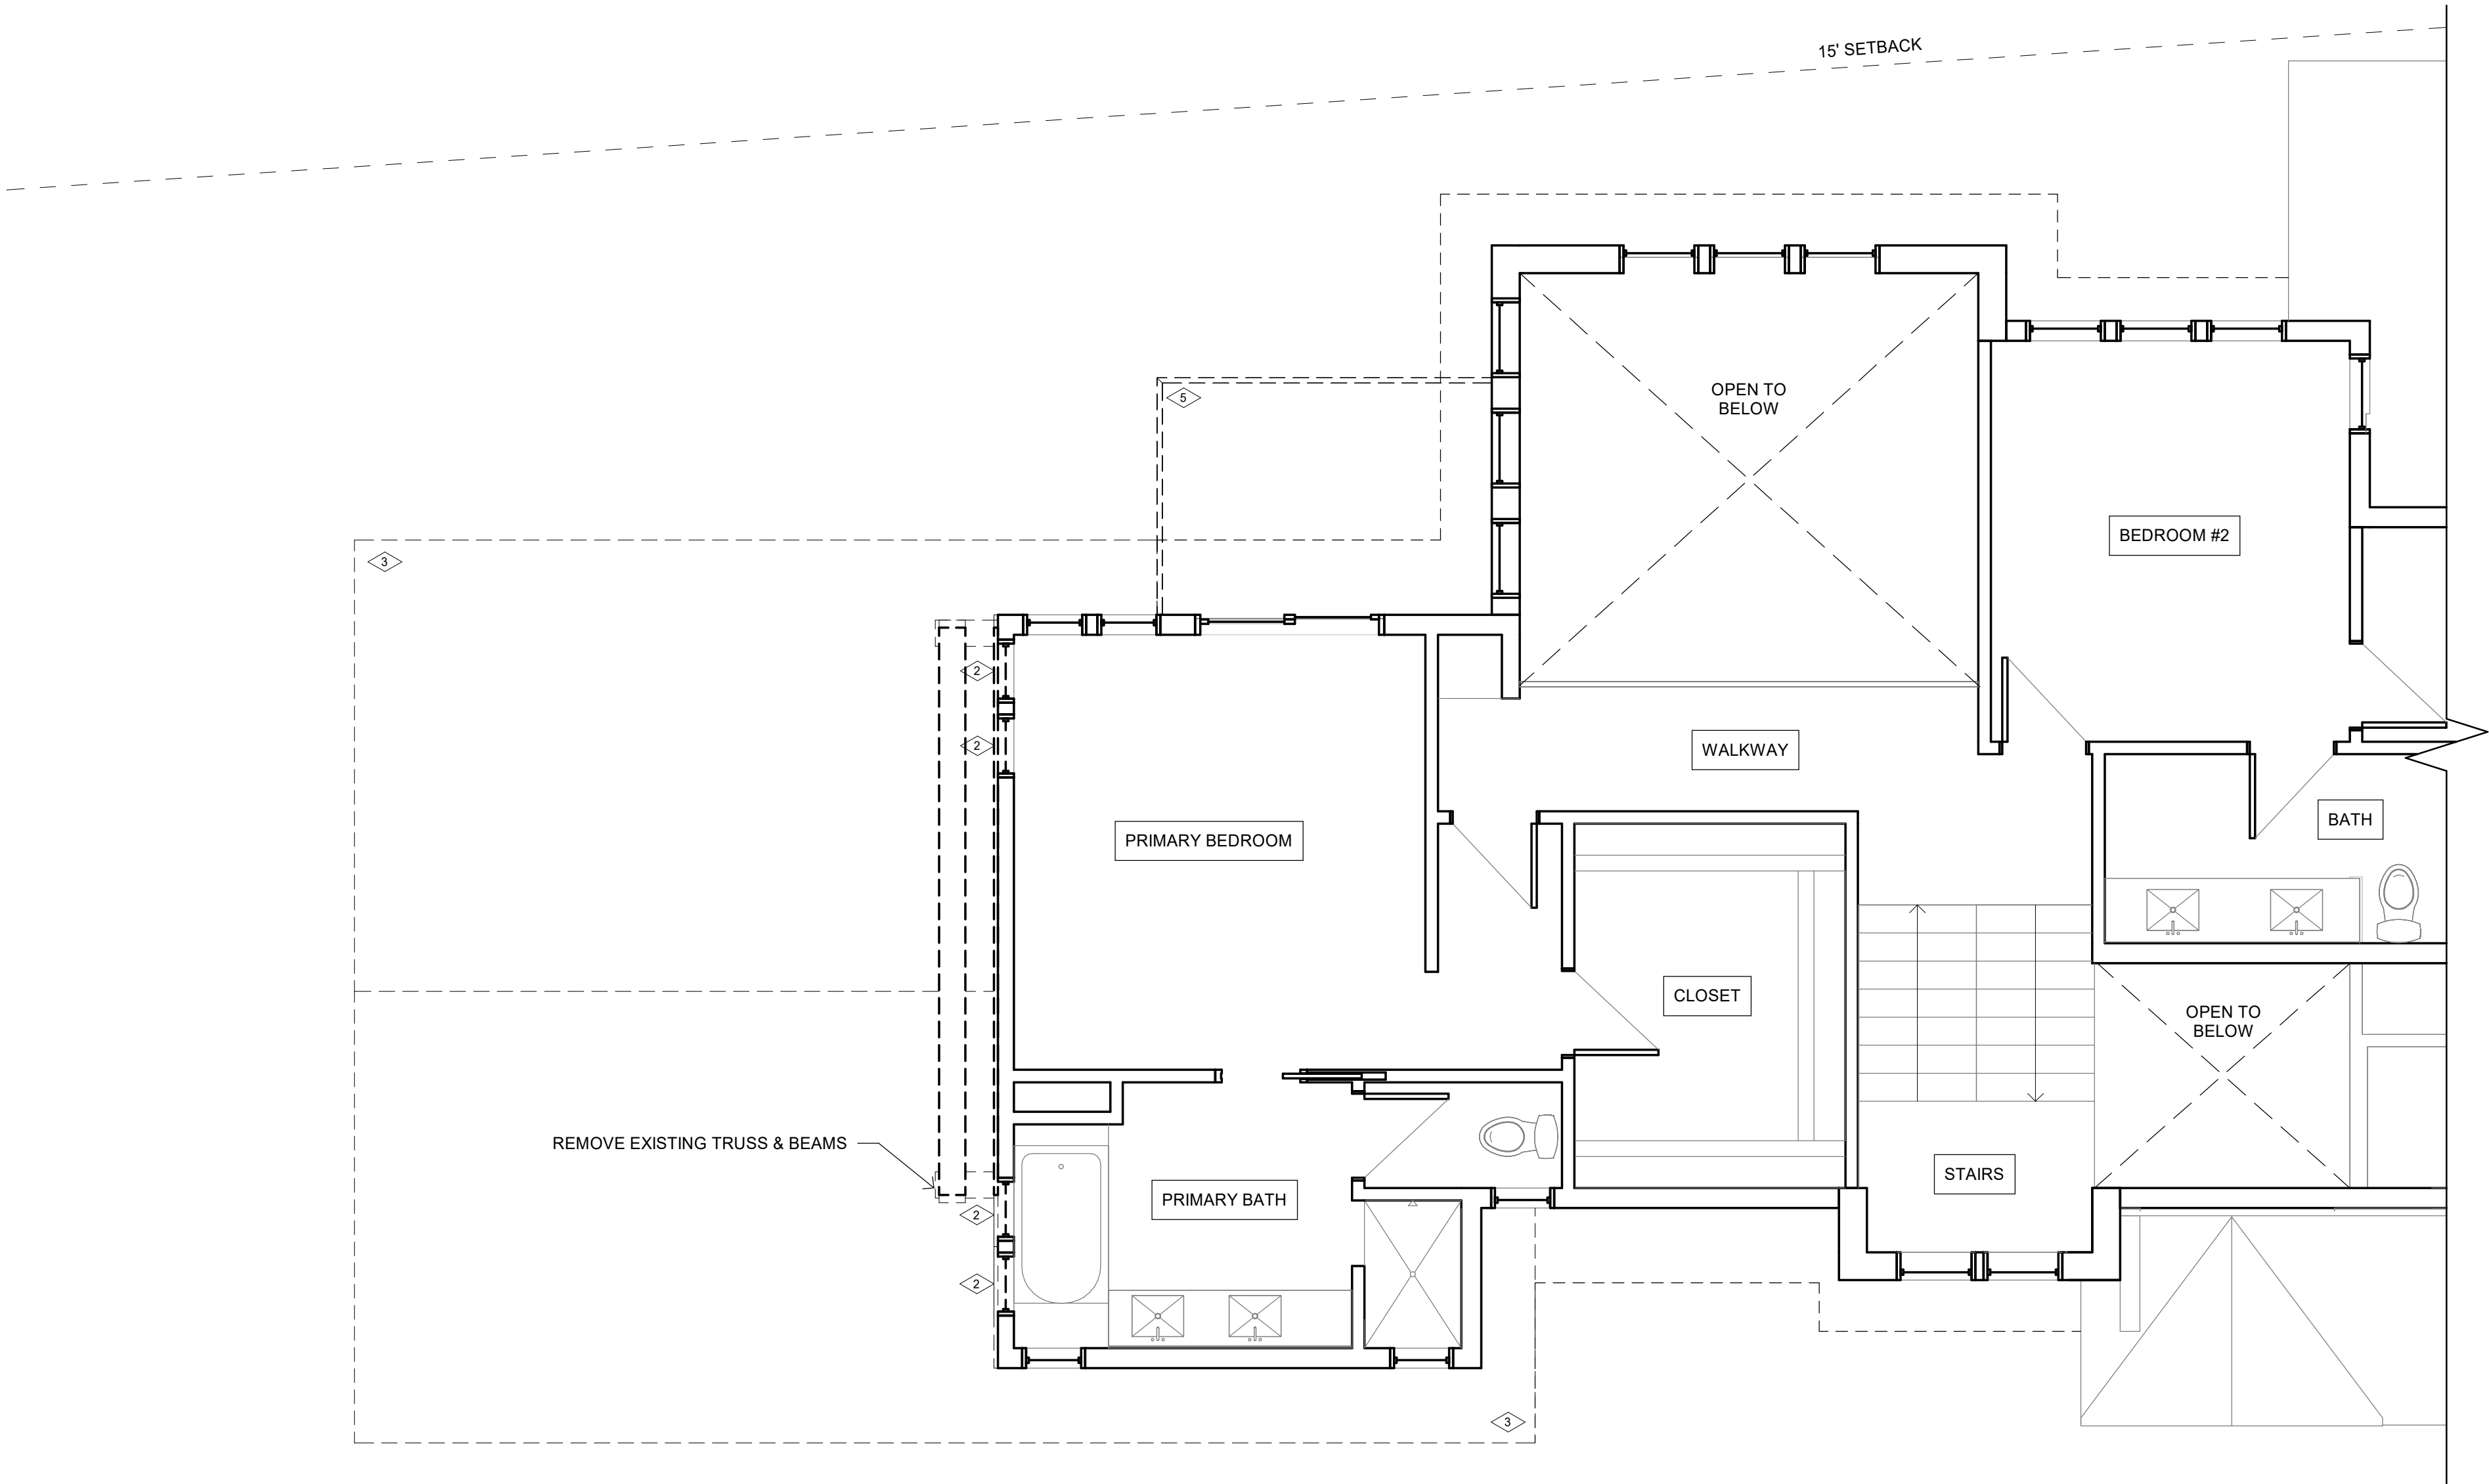 15' SETBACK
OPEN TO
BELOW
5
BEDROOM #2
3
2
2
WALKWAY
BATH
PRIMARY BEDROOM
CLOSET
OPEN TO
BELOW
REMOVE EXISTING TRUSS & BEAMS
STAIRS
PRIMARY BATH
2
2
3